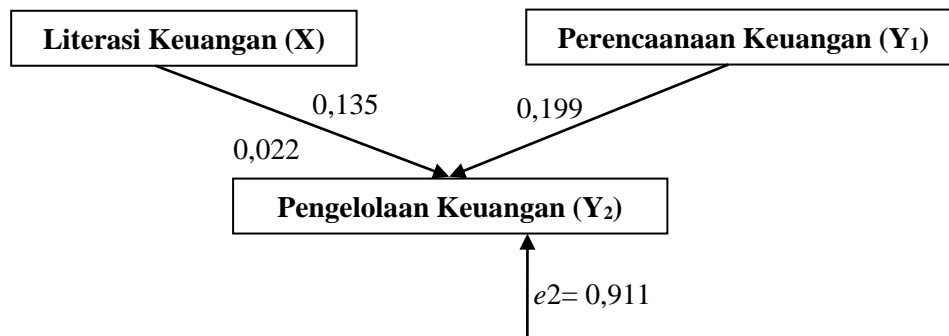 Literasi Keuangan (X)
Perencaanaan Keuangan (Y₁)
0,135
0,199
0,022
Pengelolaan Keuangan (Y₂)
e2= 0,911